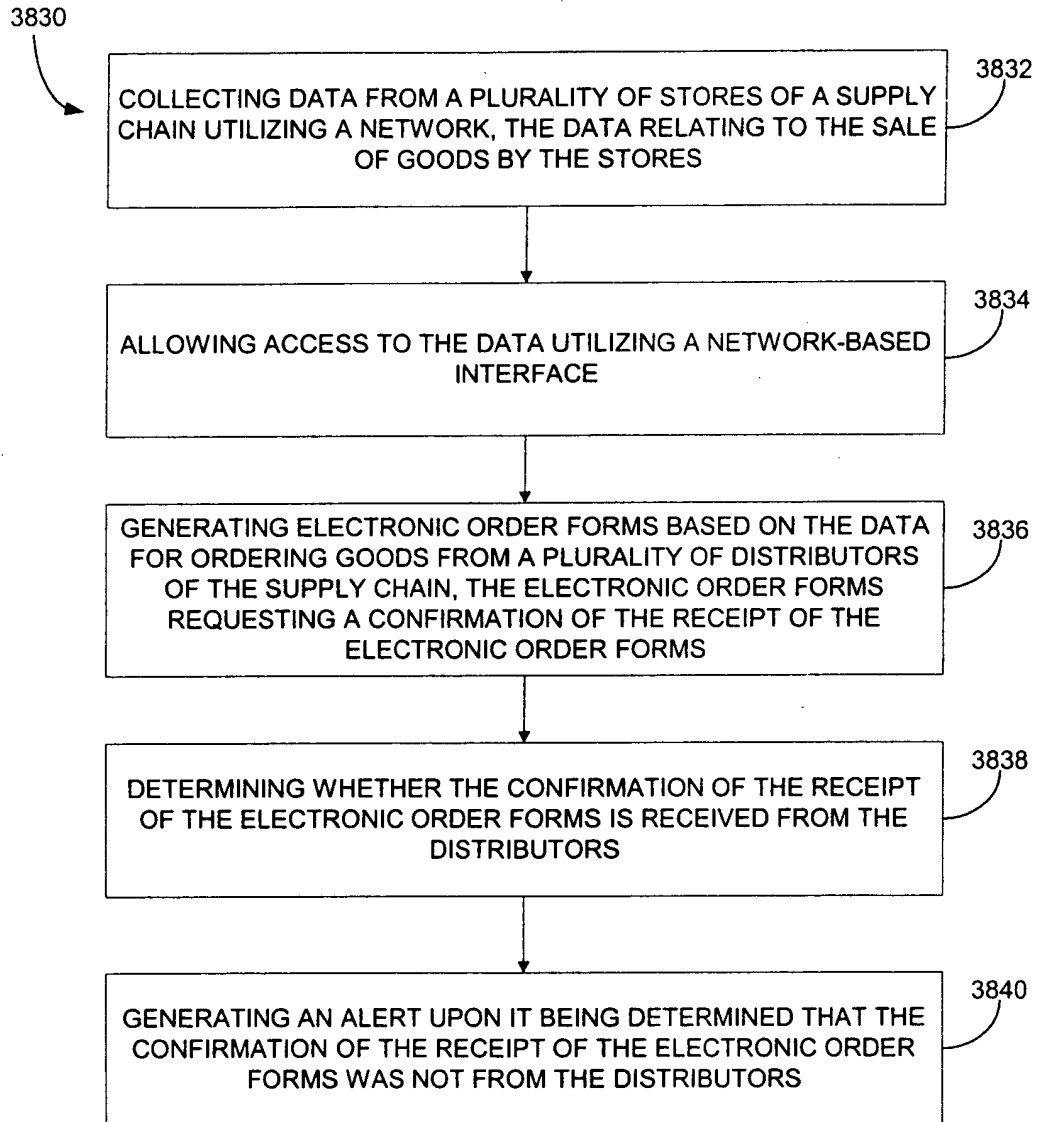 3830
3832
COLLECTING DATA FROM A PLURALITY OF STORES OF A SUPPLY
CHAIN UTILIZING A NETWORK, THE DATA RELATING TO THE SALE
OF GOODS BY THE STORES
3834
ALLOWING ACCESS TO THE DATA UTILIZING A NETWORK-BASED
INTERFACE
3836
GENERATING ELECTRONIC ORDER FORMS BASED ON THE DATA
FOR ORDERING GOODS FROM A PLURALITY OF DISTRIBUTORS
OF THE SUPPLY CHAIN, THE ELECTRONIC ORDER FORMS
REQUESTING A CONFIRMATION OF THE RECEIPT OF THE
ELECTRONIC ORDER FORMS
3838
DETERMINING WHETHER THE CONFIRMATION OF THE RECEIPT
OF THE ELECTRONIC ORDER FORMS IS RECEIVED FROM THE
DISTRIBUTORS
3840
GENERATING AN ALERT UPON IT BEING DETERMINED THAT THE
CONFIRMATION OF THE RECEIPT OF THE ELECTRONIC ORDER
FORMS WAS NOT FROM THE DISTRIBUTORS